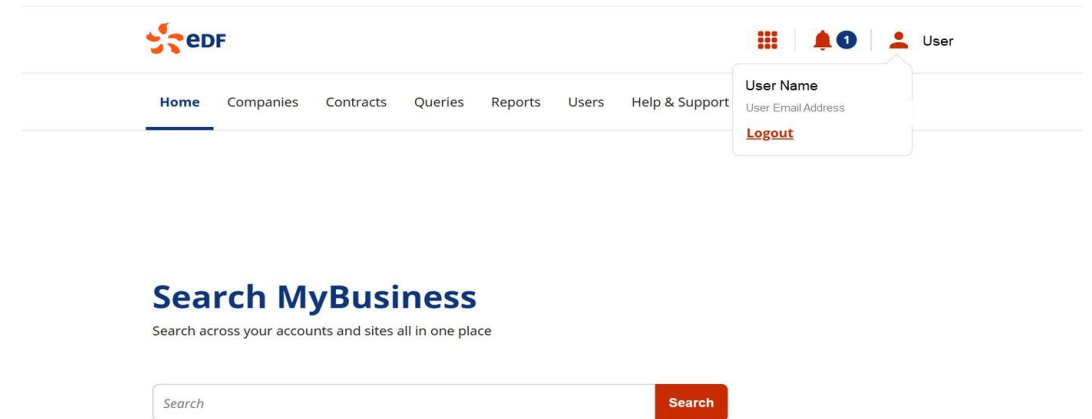 eDF
1
User
Home Companies Contracts Queries Reports Users Help & Support
User Name
User Email Address
Logout
Search MyBusiness
Search across your accounts and sites all in one place
Search
Search